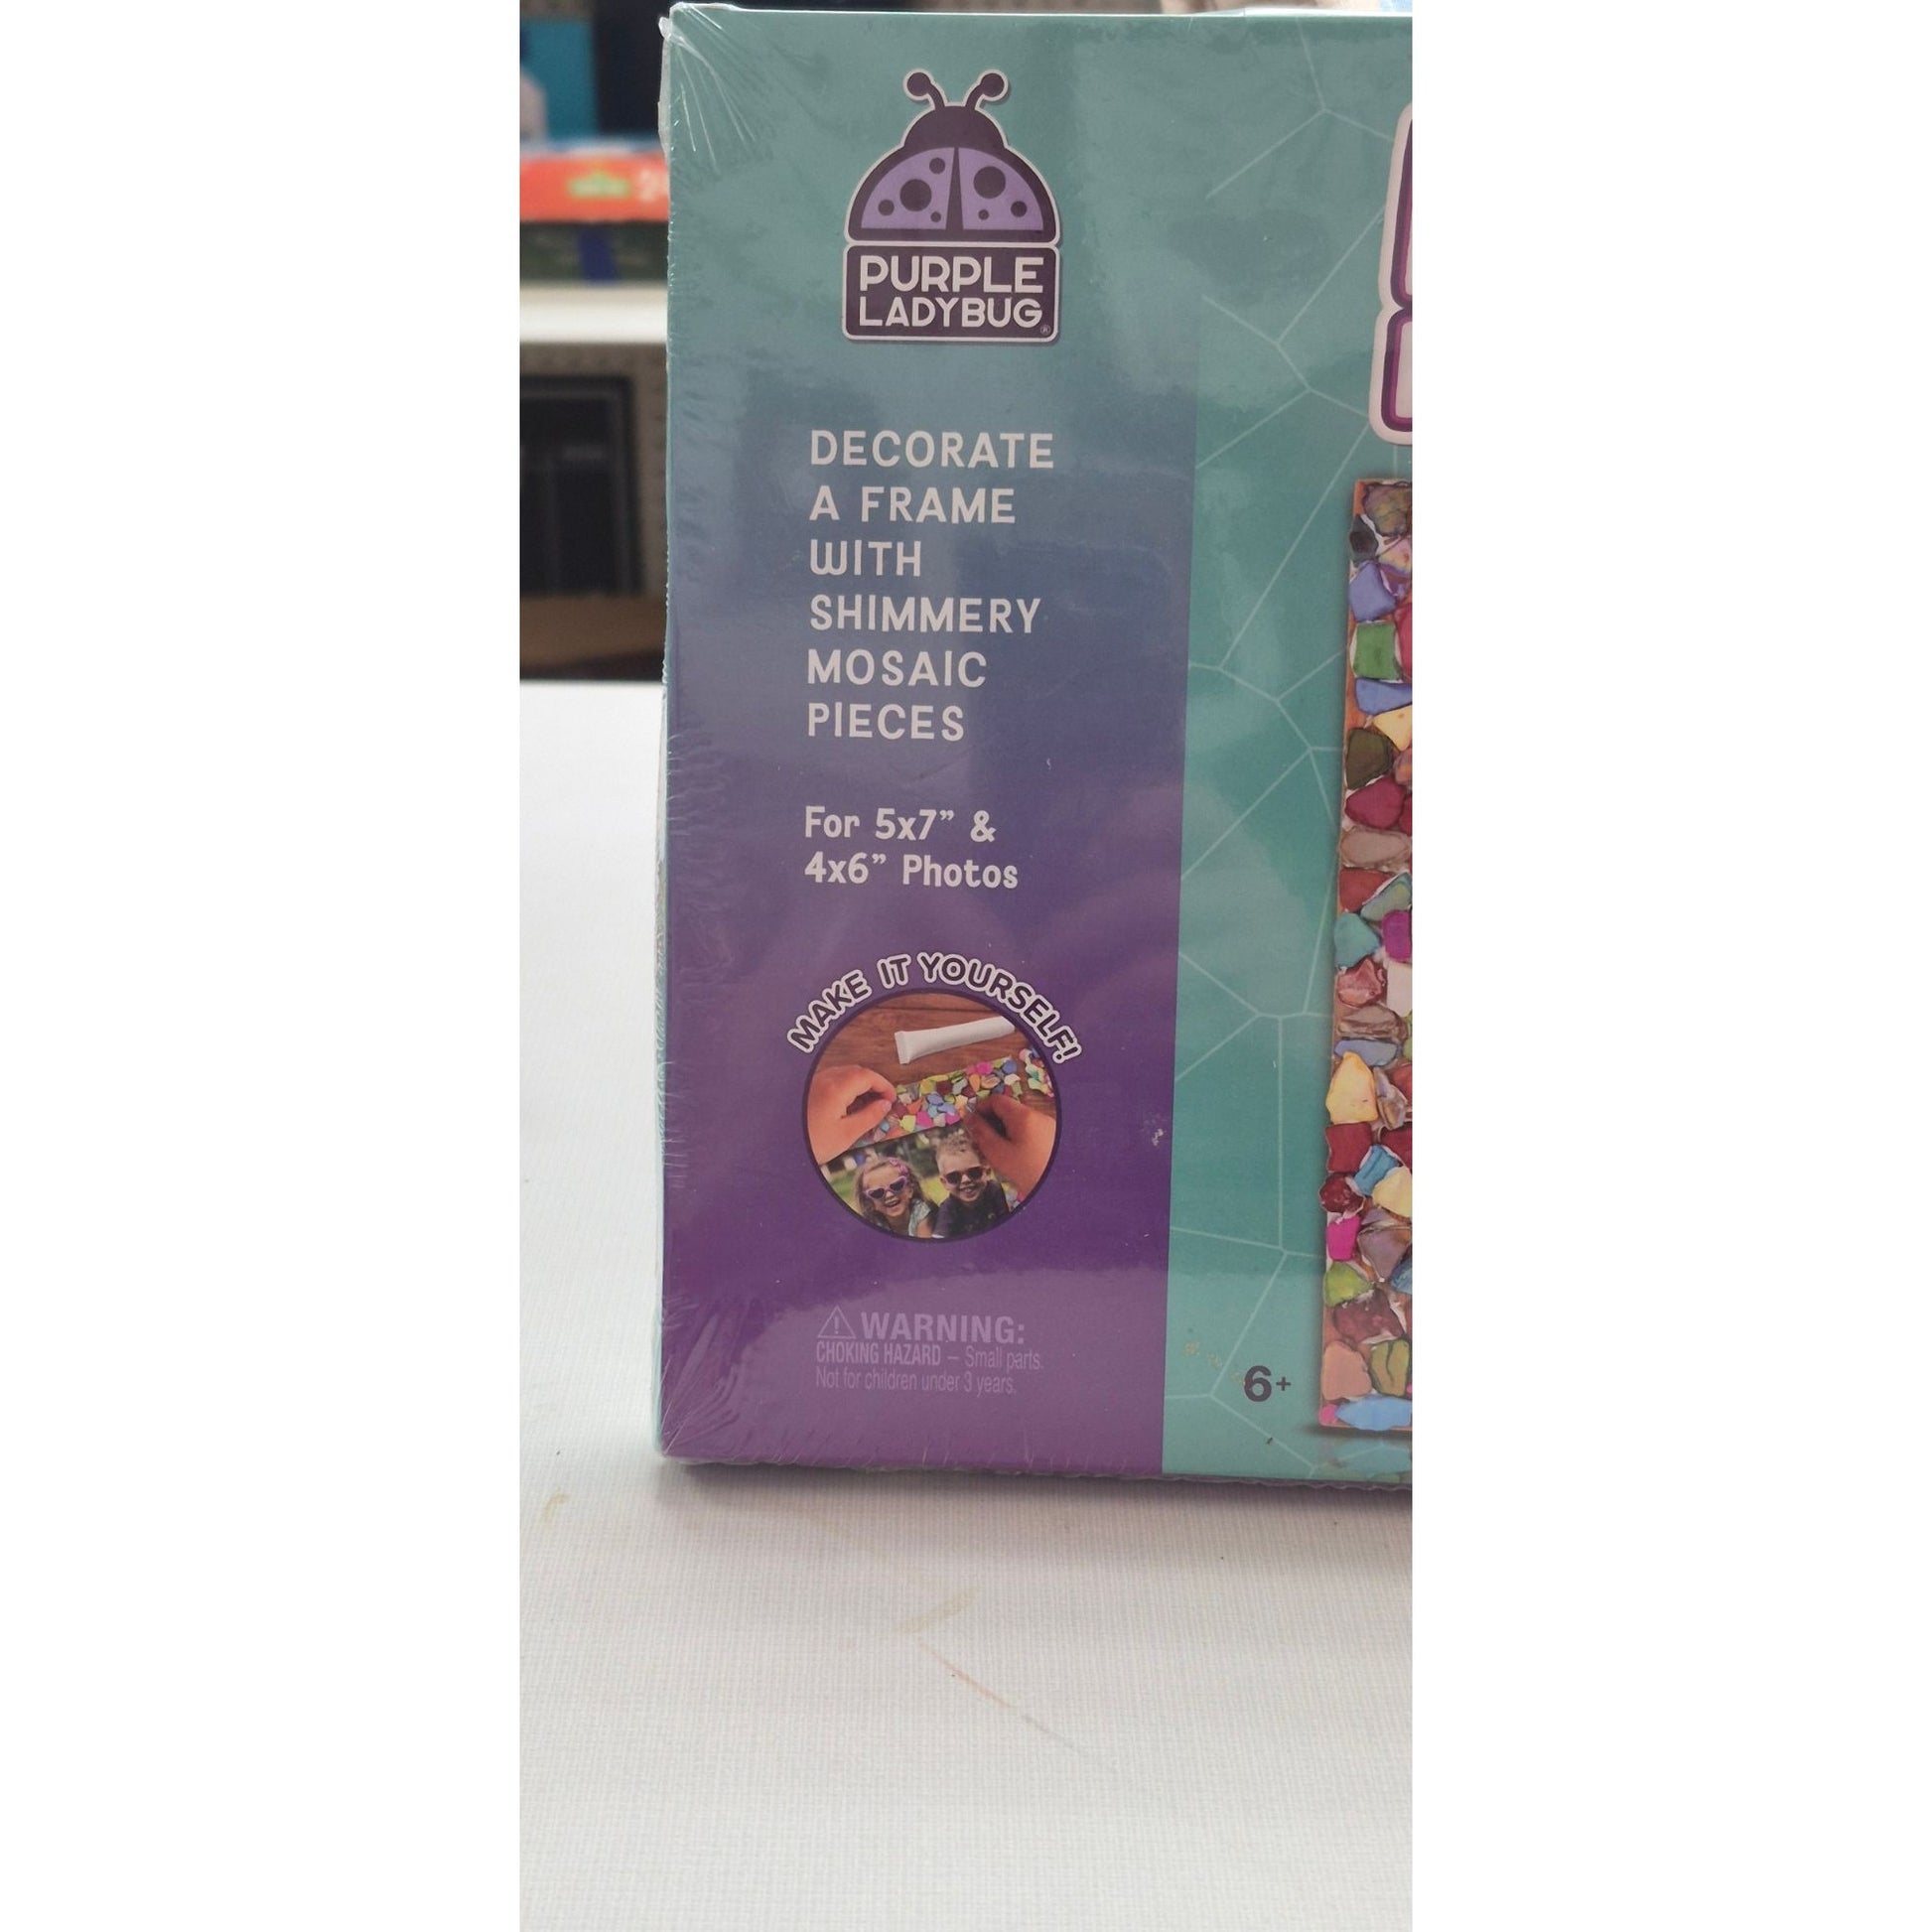 PURPLE
LADYBUG®
DECORATE
A FRAME
WITH
SHIMMERY
MOSAIC
PIECES
For 5x7” &
4x6” Photos
MAKE IT YOURSELF!
WARNING:
CHOKING HAZARD – Small parts.
Not for children under 3 years.
6+